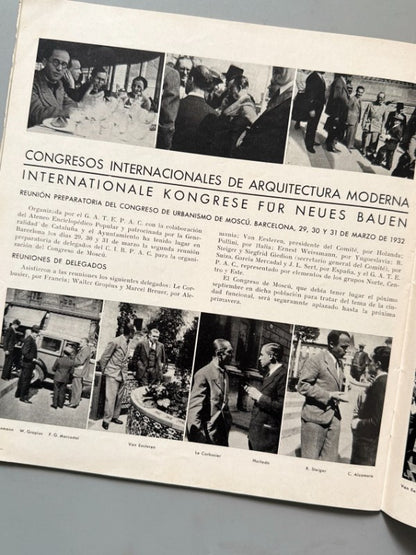 CONGRESOS INTERNACIONALES DE ARQUITECTURA MODERNA
INTERNATIONALE KONGRESE FÜR NEUES BAUEN
REUNIÓN PREPARATORIA DEL CONGRESO DE URBANISMO DE MOSCÚ. BARCELONA, 29, 30 Y 31 DE MARZO DE 1932
Organizada por el G. A. T. E. P. A. C. con la colaboración
del Ateneo Enciclopédico Popular y patrocinada por la Gene-
ralidad de Cataluña y el Ayuntamiento ha tenido lugar en
Barcelona los días 29, 30 y 31 de marzo la segunda reunión
preparatoria de delegados del C. I. R. P. A. C. para la organi-
zación del Congreso de Moscú.
REUNIONES DE DELEGADOS
Asistieron a las reuniones los siguientes delegados: Le Cor-
busier, por Francia; Walter Gropius y Marcel Breuer, por Ale-
mania: Van Eesteren, presidente del Comité, por Holanda;
Pollini, por Italia: Ernest Weissmann, por Yugoeslavia: R.
Steiger y Siegfrid Giedion (secretario general del Comité), por
Suiza, García Mercadal y J. L. Sert, por España, y el G. A. T. E.
P. A. C., representado por elementos de los grupos Norte, Cen-
tro y Este.
El Congreso de Moscú, que debía tener lugar el próximo
septiembre en dicha población para tratar del tema de la ciu-
dad funcional, será seguramente aplazado hasta la próxima
primavera.
W. Gropius F. G. Mercadal
Van Eesteren
Le Corbusier
R. Steiger
C. Alzamora